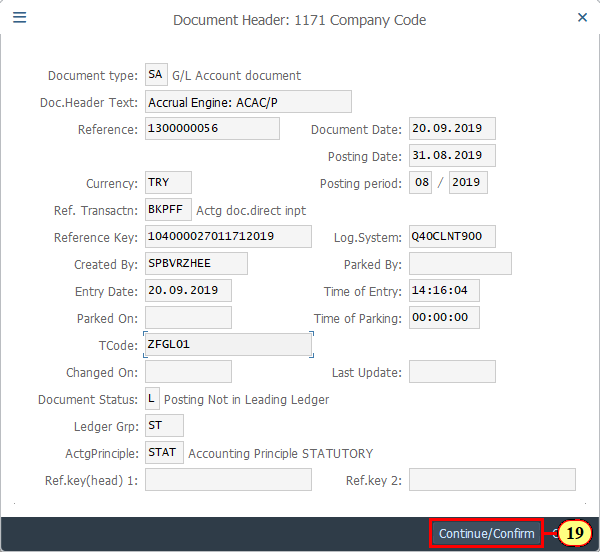 Document Header: 1171 Company Code
Document type: SA G/L Account document
Doc.Header Text: Accrual Engine: ACAC/P
Reference: 1300000056 Document Date: 20.09.2019
Posting Date: 31.08.2019
Currency: TRY Posting period: 08 / 2019
Ref. Transactn: BKPFF Actg doc.direct inpt
Reference Key: 104000027011712019 Log.System: Q40CLNT900
Created By: SPBVRZHEE Parked By:
Entry Date: 20.09.2019 Time of Entry: 14:16:04
Parked On: Time of Parking: 00:00:00
TCode: ZFGL01
Changed On: Last Update:
Document Status: L Posting Not in Leading Ledger
Ledger Grp: ST
ActgPrinciple: STAT Accounting Principle STATUTORY
Ref.key(head) 1: Ref.key 2:
Continue/Confirm 19